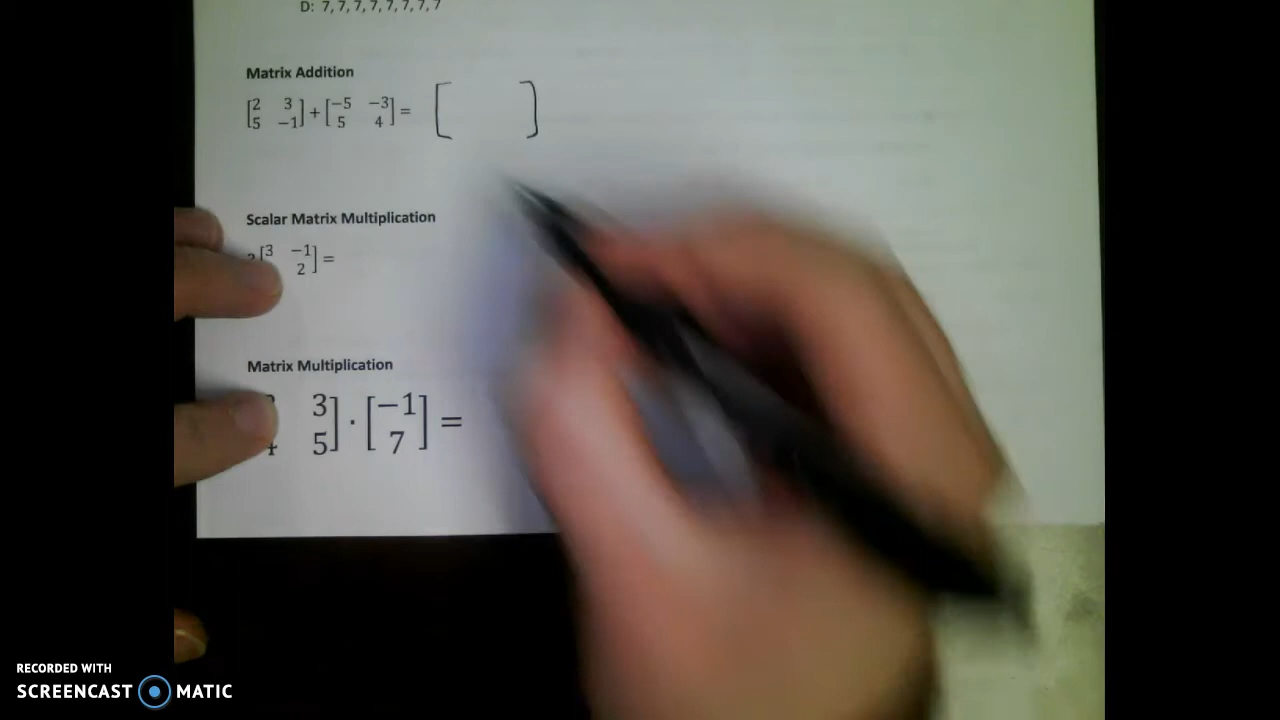 D: 7, 7, 7, 7, 7, 7, 7, 7
Matrix Addition
[2 3
5 −1] + [−5 −3
5 4] = [ ]
Scalar Matrix Multiplication
[3 −1
2] =
Matrix Multiplication
3
5] · [−1
7] =
RECORDED WITH
SCREENCAST MATIC